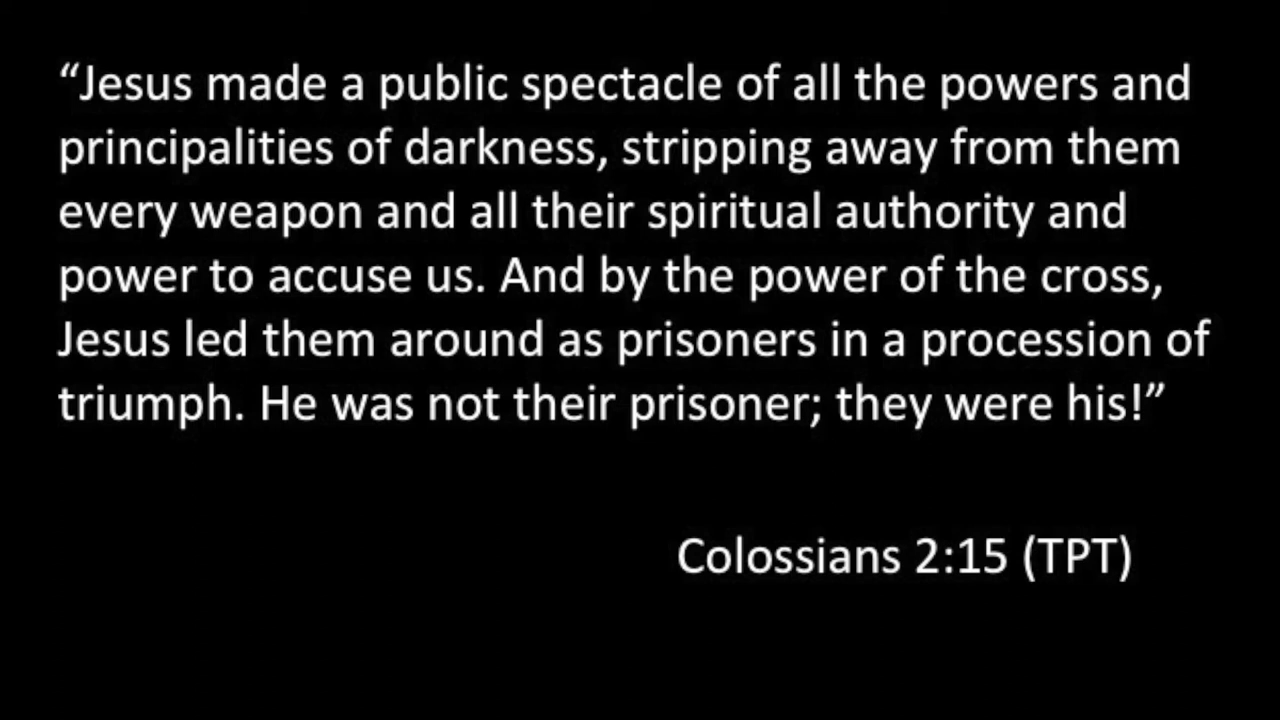 “Jesus made a public spectacle of all the powers and
principalities of darkness, stripping away from them
every weapon and all their spiritual authority and
power to accuse us. And by the power of the cross,
Jesus led them around as prisoners in a procession of
triumph. He was not their prisoner; they were his!”
Colossians 2:15 (TPT)